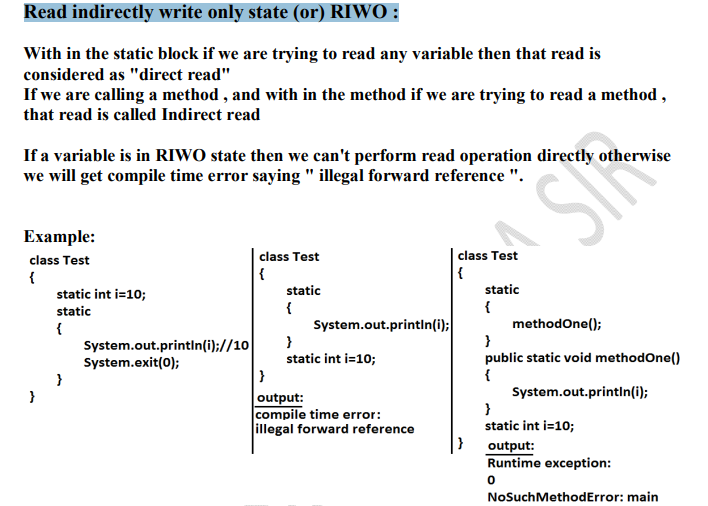 Read indirectly write only state (or) RIWO :
With in the static block if we are trying to read any variable then that read is
considered as "direct read"
If we are calling a method , and with in the method if we are trying to read a method ,
that read is called Indirect read
If a variable is in RIWO state then we can't perform read operation directly otherwise
we will get compile time error saying " illegal forward reference ".
Example:
class Test
{
static int i=10;
static
{
System.out.println(i);//10
System.exit(0);
}
}
class Test
{
static
{
System.out.println(i);
}
static int i=10;
}
output:
compile time error:
illegal forward reference
class Test
{
static
{
methodOne();
}
public static void methodOne()
{
System.out.println(i);
}
static int i=10;
}
output:
Runtime exception:
0
NoSuchMethodError: main
SIR